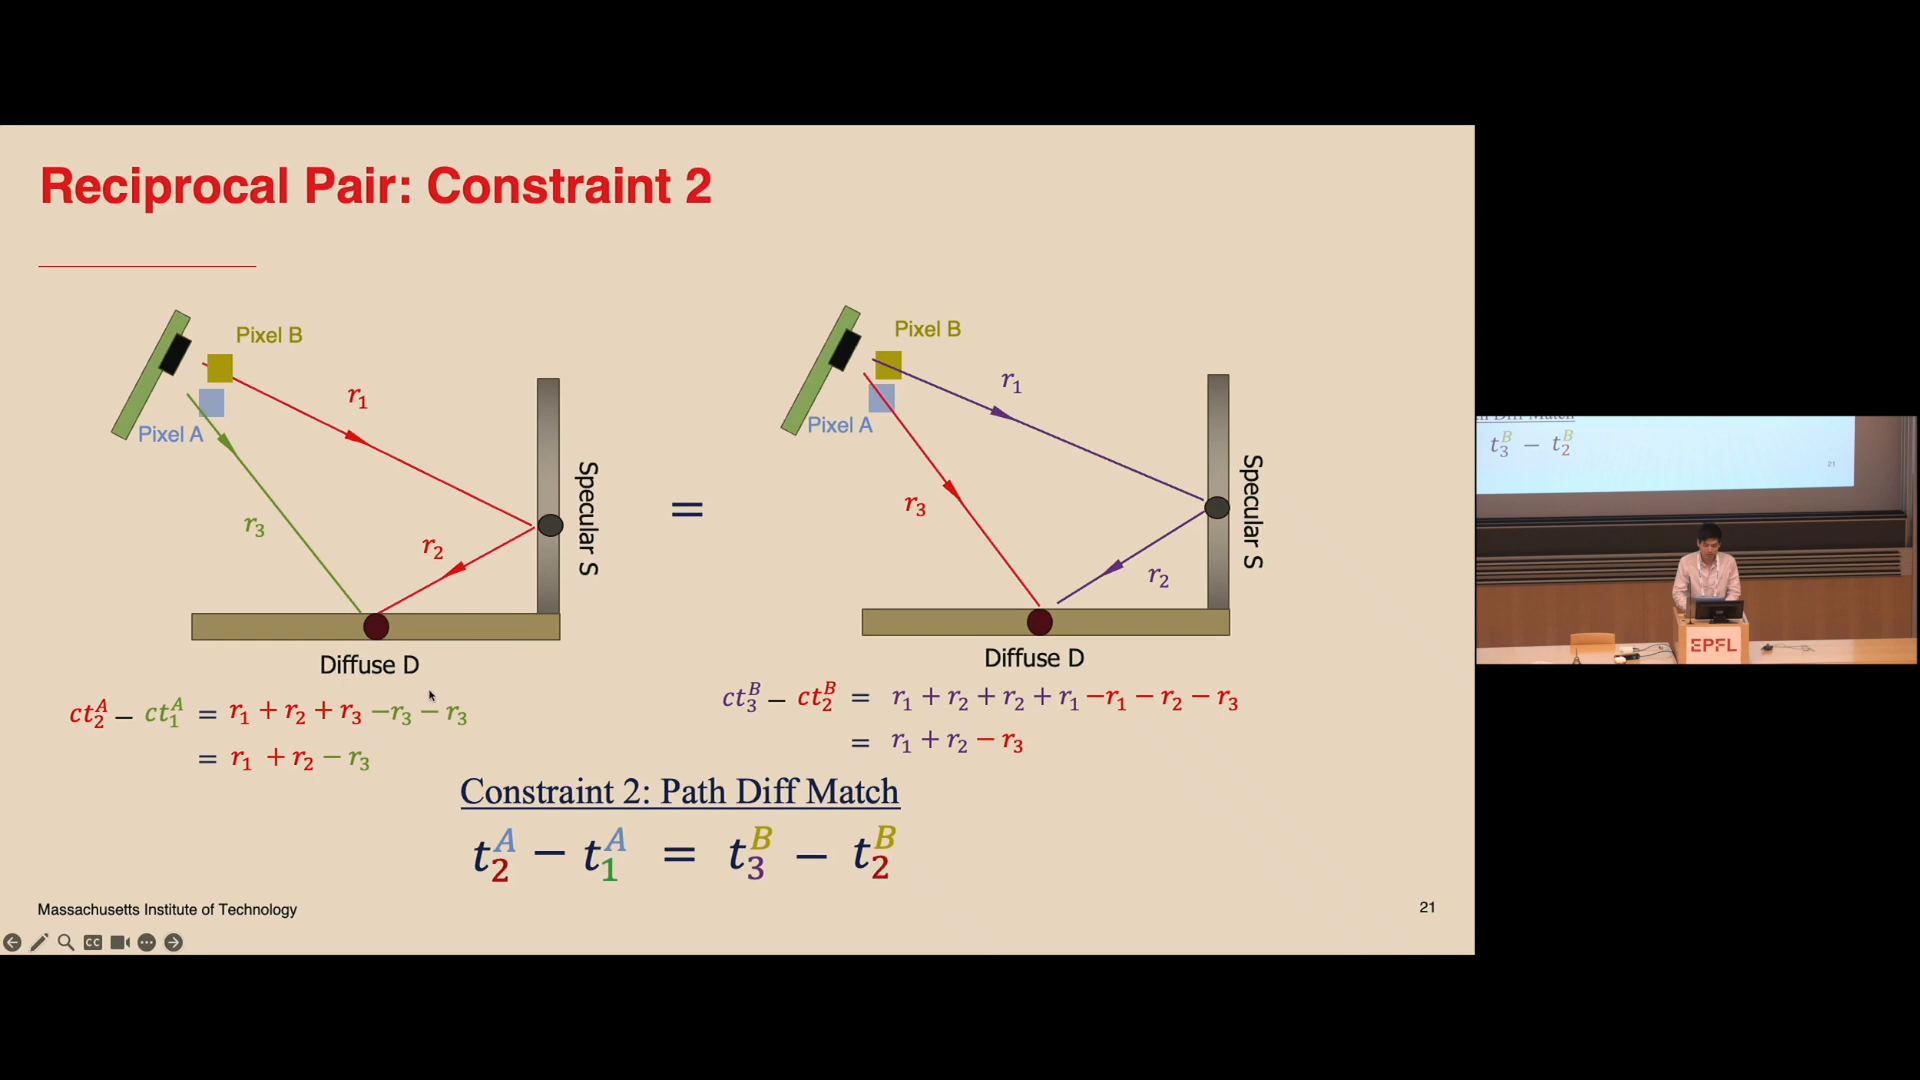 Reciprocal Pair: Constraint 2
Pixel B
Pixel A
r₁
r₃
r₂
Specular S
Diffuse D
=
Pixel B
Pixel A
r₁
r₃
r₂
Specular S
Diffuse D
ct₂ᴬ − ct₁ᴬ = r₁ + r₂ + r₃ − r₃ − r₃
= r₁ + r₂ − r₃
ct₃ᴮ − ct₂ᴮ = r₁ + r₂ + r₂ + r₁ − r₁ − r₂ − r₃
= r₁ + r₂ − r₃
Constraint 2: Path Diff Match
t₂ᴬ − t₁ᴬ = t₃ᴮ − t₂ᴮ
Massachusetts Institute of Technology
21
CC
t₃ᴮ − t₂ᴮ
21
EPFL